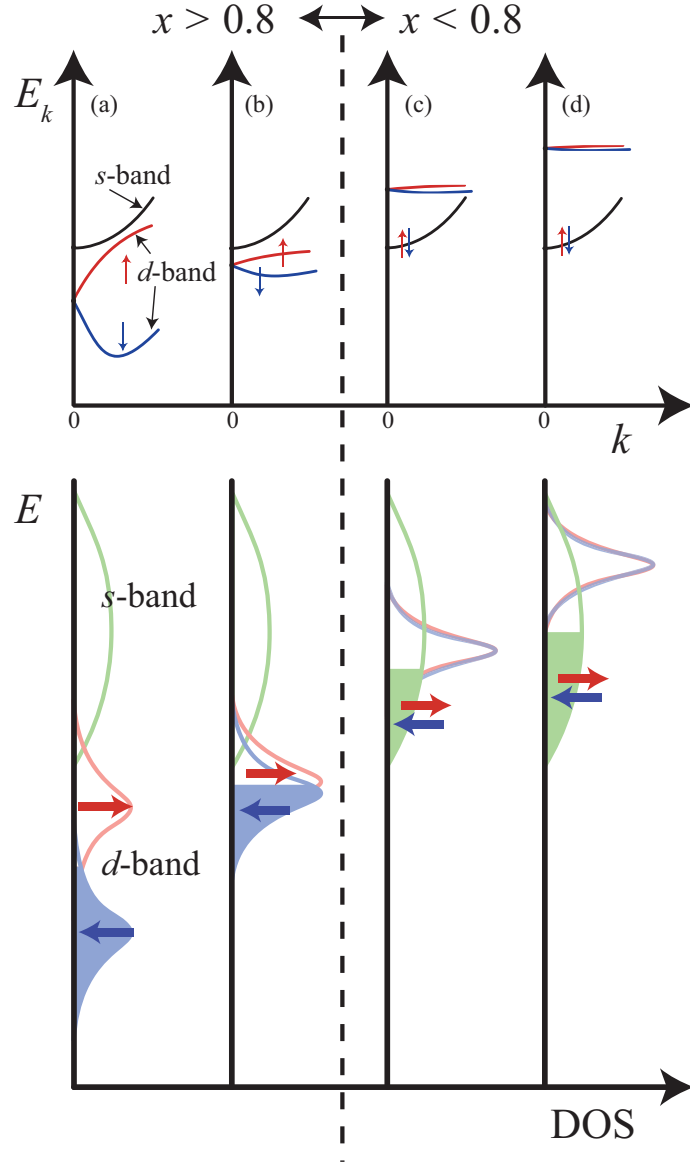 x > 0.8
x < 0.8
E_k
(a)
(b)
(c)
(d)
s-band
d-band
0
0
0
0
k
E
s-band
d-band
DOS